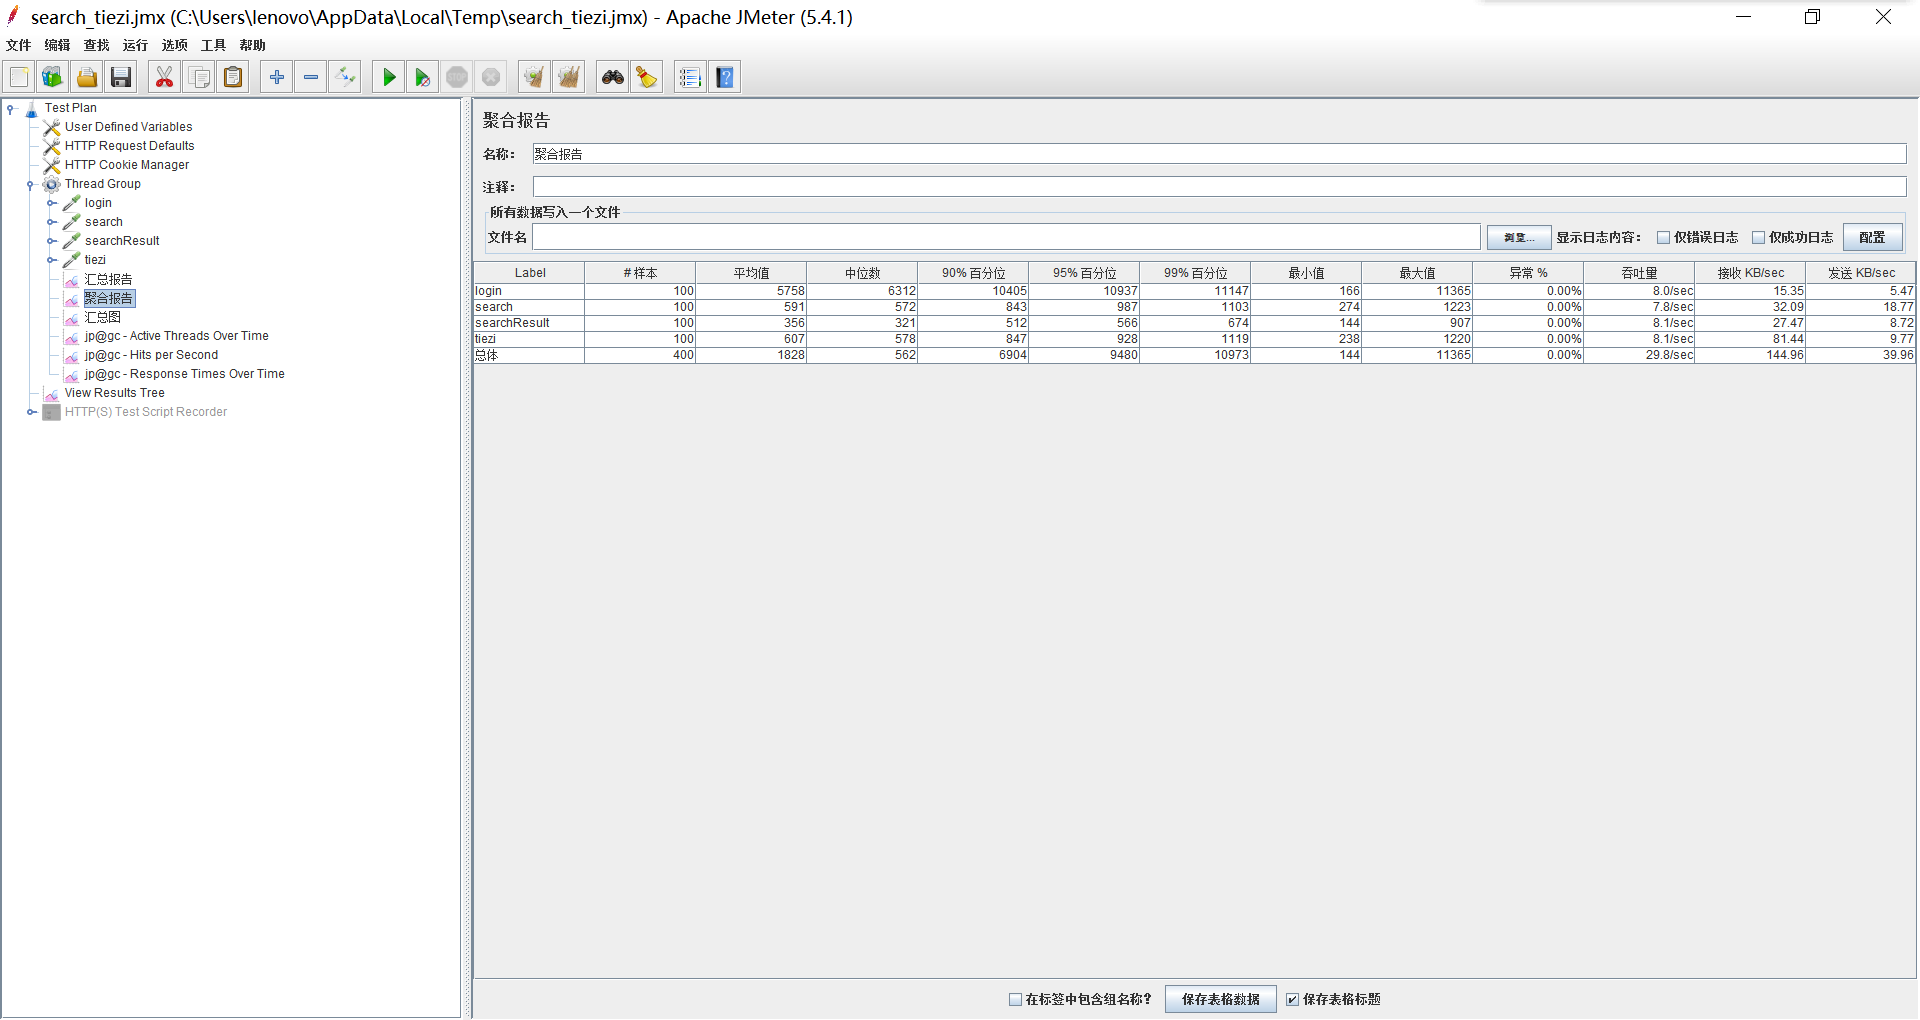 search_tiezi.jmx (C:\Users\lenovo\AppData\Local\Temp\search_tiezi.jmx) - Apache JMeter (5.4.1)
文件 编辑 查找 运行 选项 工具 帮助
STOP
Test Plan
User Defined Variables
HTTP Request Defaults
HTTP Cookie Manager
Thread Group
login
search
searchResult
tiezi
汇总报告
聚合报告
汇总图
jp@gc - Active Threads Over Time
jp@gc - Hits per Second
jp@gc - Response Times Over Time
View Results Tree
HTTP(S) Test Script Recorder
聚合报告
名称： 聚合报告
注释：
所有数据写入一个文件
文件名 浏览... 显示日志内容： 仅错误日志 仅成功日志 配置
Label # 样本 平均值 中位数 90% 百分位 95% 百分位 99% 百分位 最小值 最大值 异常 % 吞吐量 接收 KB/sec 发送 KB/sec
login 100 5758 6312 10405 10937 11147 166 11365 0.00% 8.0/sec 15.35 5.47
search 100 591 572 843 987 1103 274 1223 0.00% 7.8/sec 32.09 18.77
searchResult 100 356 321 512 566 674 144 907 0.00% 8.1/sec 27.47 8.72
tiezi 100 607 578 847 928 1119 238 1220 0.00% 8.1/sec 81.44 9.77
总体 400 1828 562 6904 9480 10973 144 11365 0.00% 29.8/sec 144.96 39.96
在标签中包含组名称？ 保存表格数据 保存表格标题